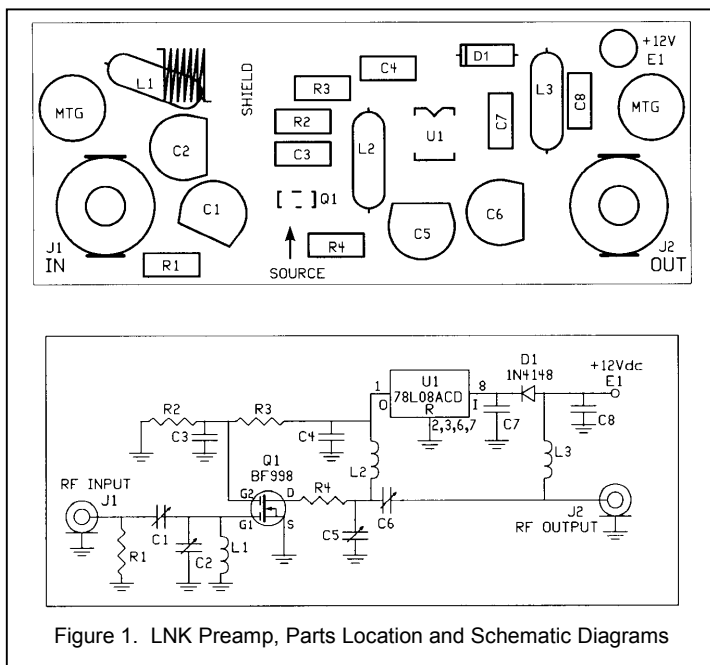 +12V
E1
L1
C4
D1
SHIELD
R3
L3
C8
MTG
MTG
R2
C7
C2
L2
U1
C3
Q1
C1
C5
C6
J1
IN
R1
R4
SOURCE
J2
OUT
D1
1N4148
+12Vdc
E1
U1
78L08ACD
1
8
O
I
R
2,3,6,7
R2
R3
C3
C4
C7
C8
Q1
BF998
L2
L3
RF INPUT
J1
G2
D
R4
G1
S
C6
J2
RF OUTPUT
R1
C1
C2
L1
C5
Figure 1. LNK Preamp, Parts Location and Schematic Diagrams